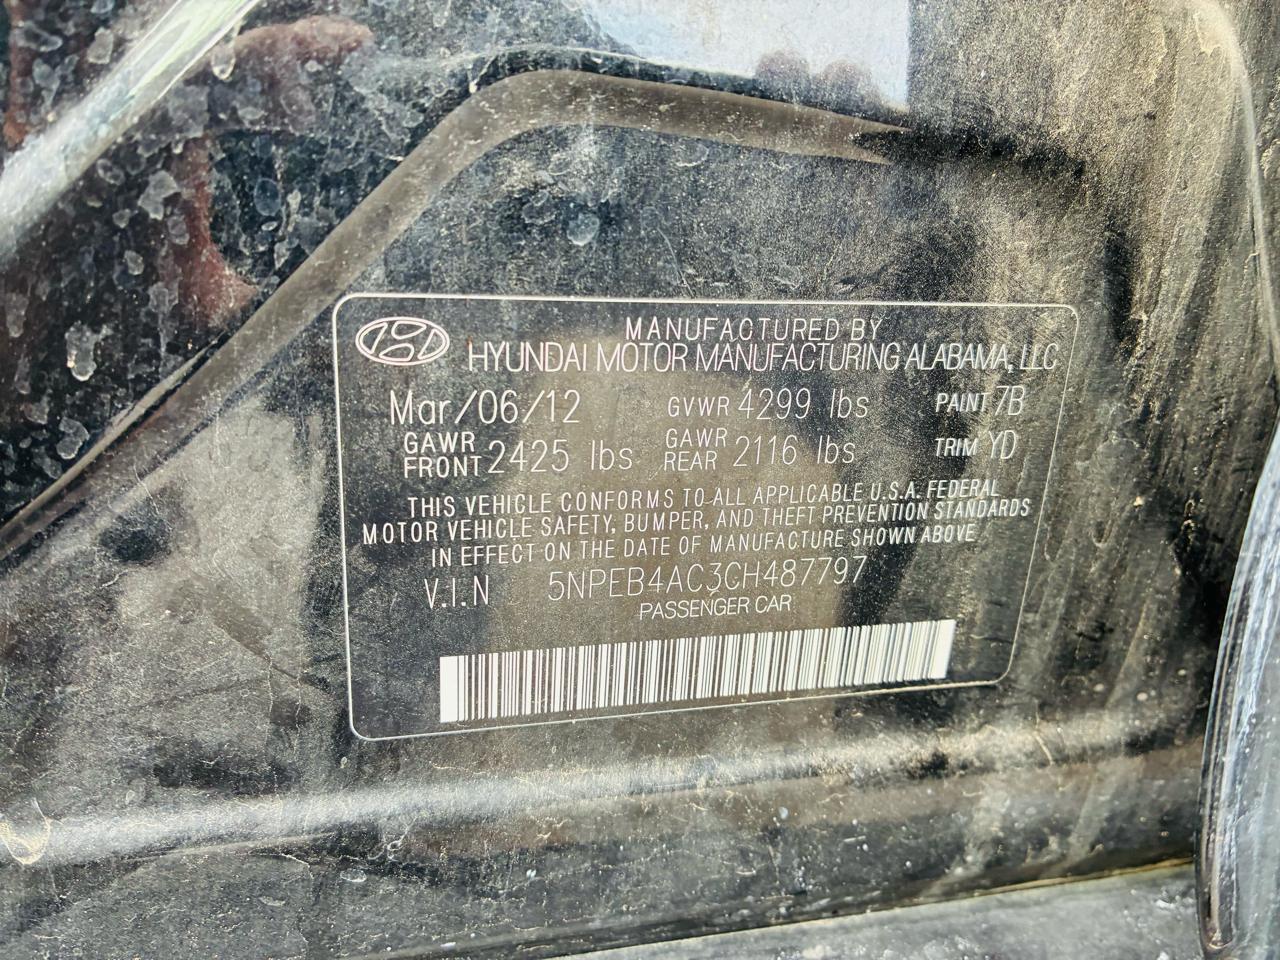 MANUFACTURED BY
HYUNDAI MOTOR MANUFACTURING ALABAMA, LLC
Mar/06/12 GVWR 4299 lbs PAINT 7B
GAWR FRONT 2425 lbs GAWR REAR 2116 lbs TRIM YD
THIS VEHICLE CONFORMS TO ALL APPLICABLE U.S.A. FEDERAL
MOTOR VEHICLE SAFETY, BUMPER, AND THEFT PREVENTION STANDARDS
IN EFFECT ON THE DATE OF MANUFACTURE SHOWN ABOVE
V.I.N 5NPEB4AC3CH487797
PASSENGER CAR